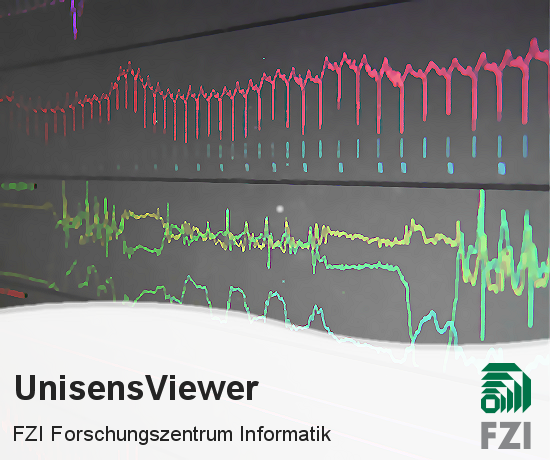 UnisensViewer
FZI Forschungszentrum Informatik
FZI